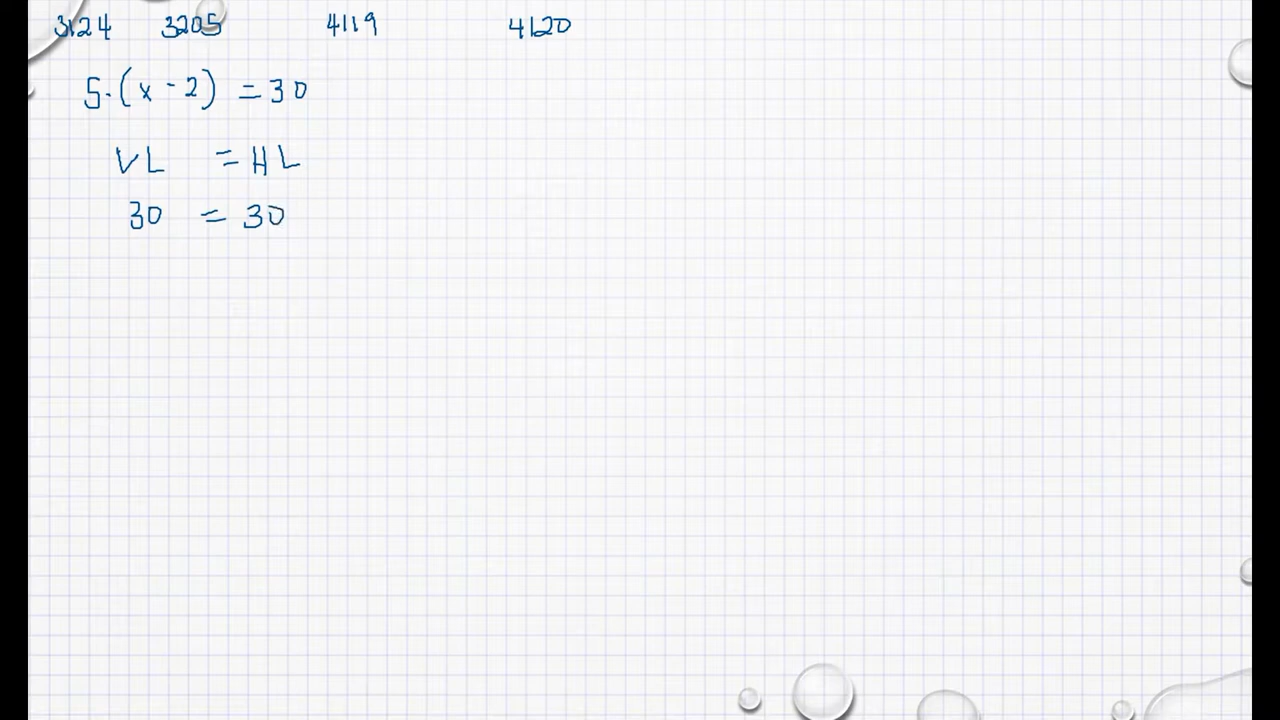 3124 3205 4119 4120
5·(x-2) = 30
VL = HL
30 = 30